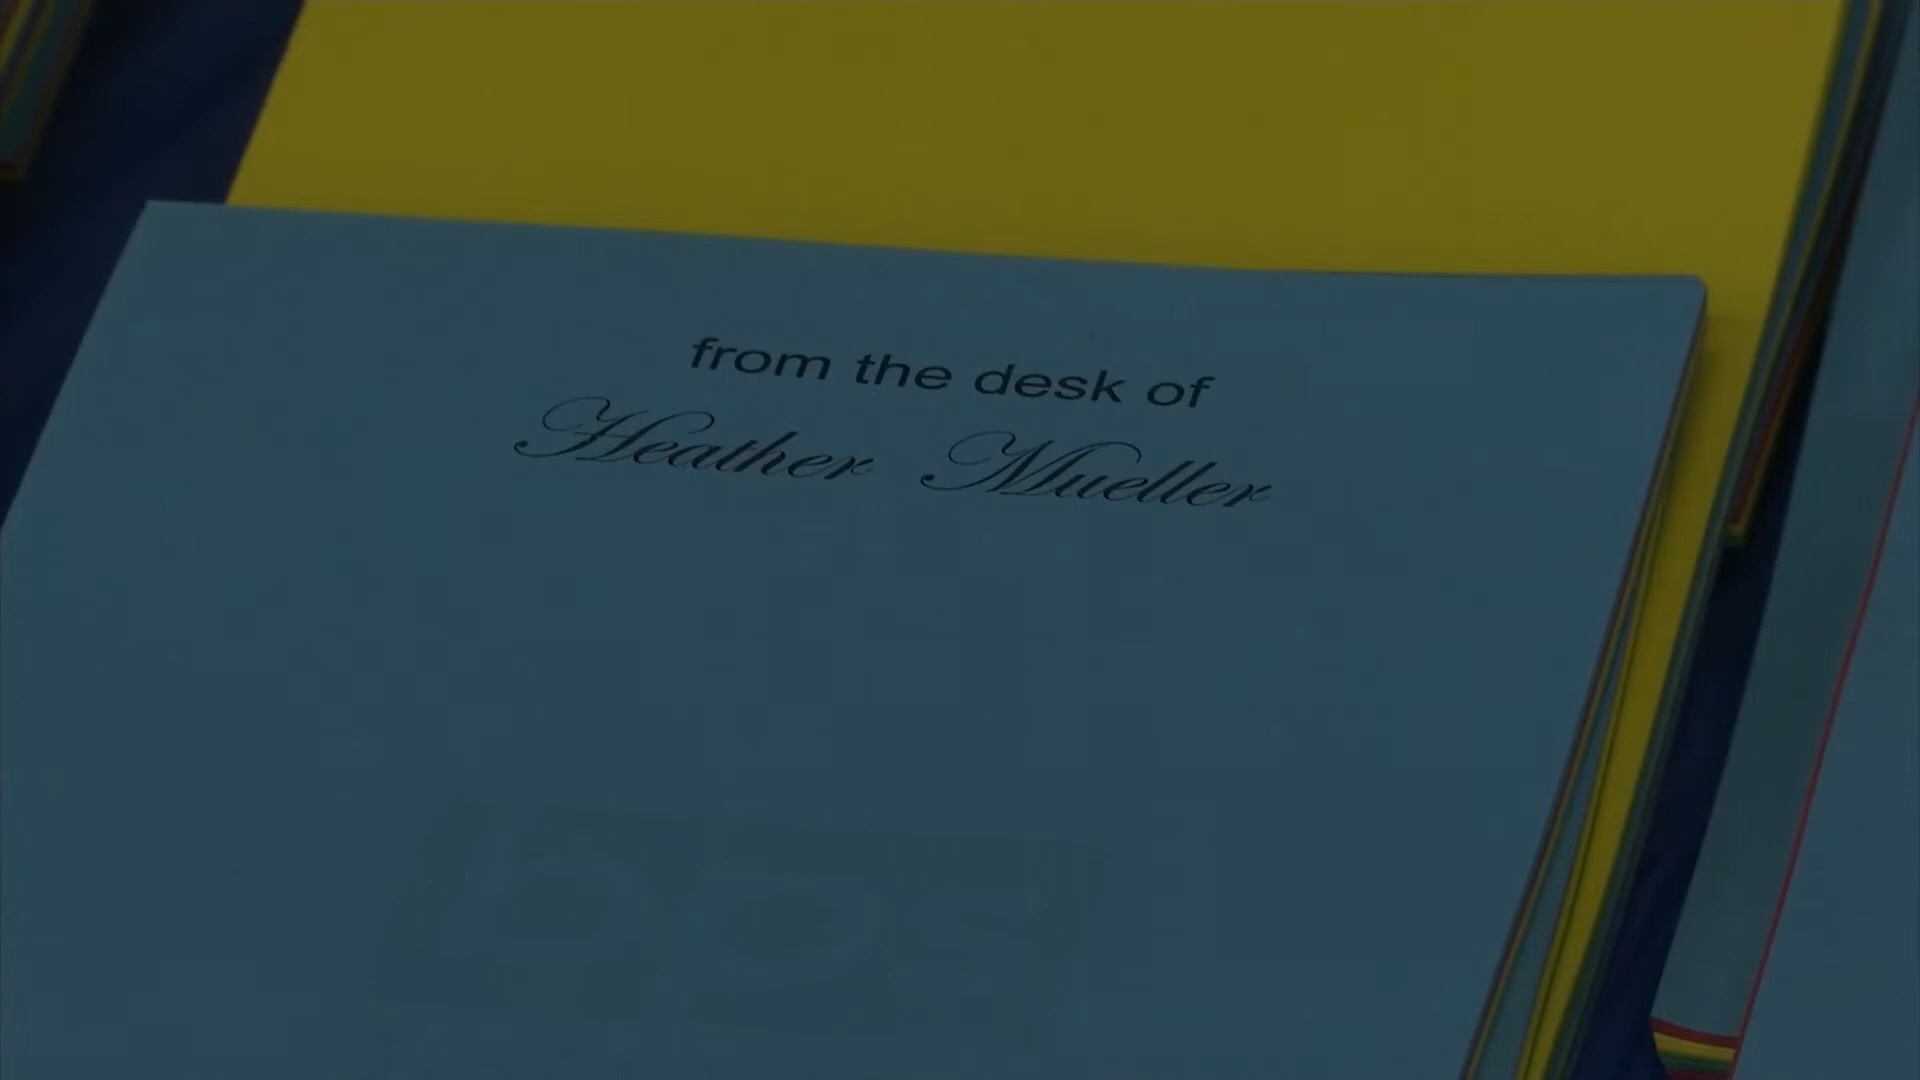 from the desk of
Heather Mueller